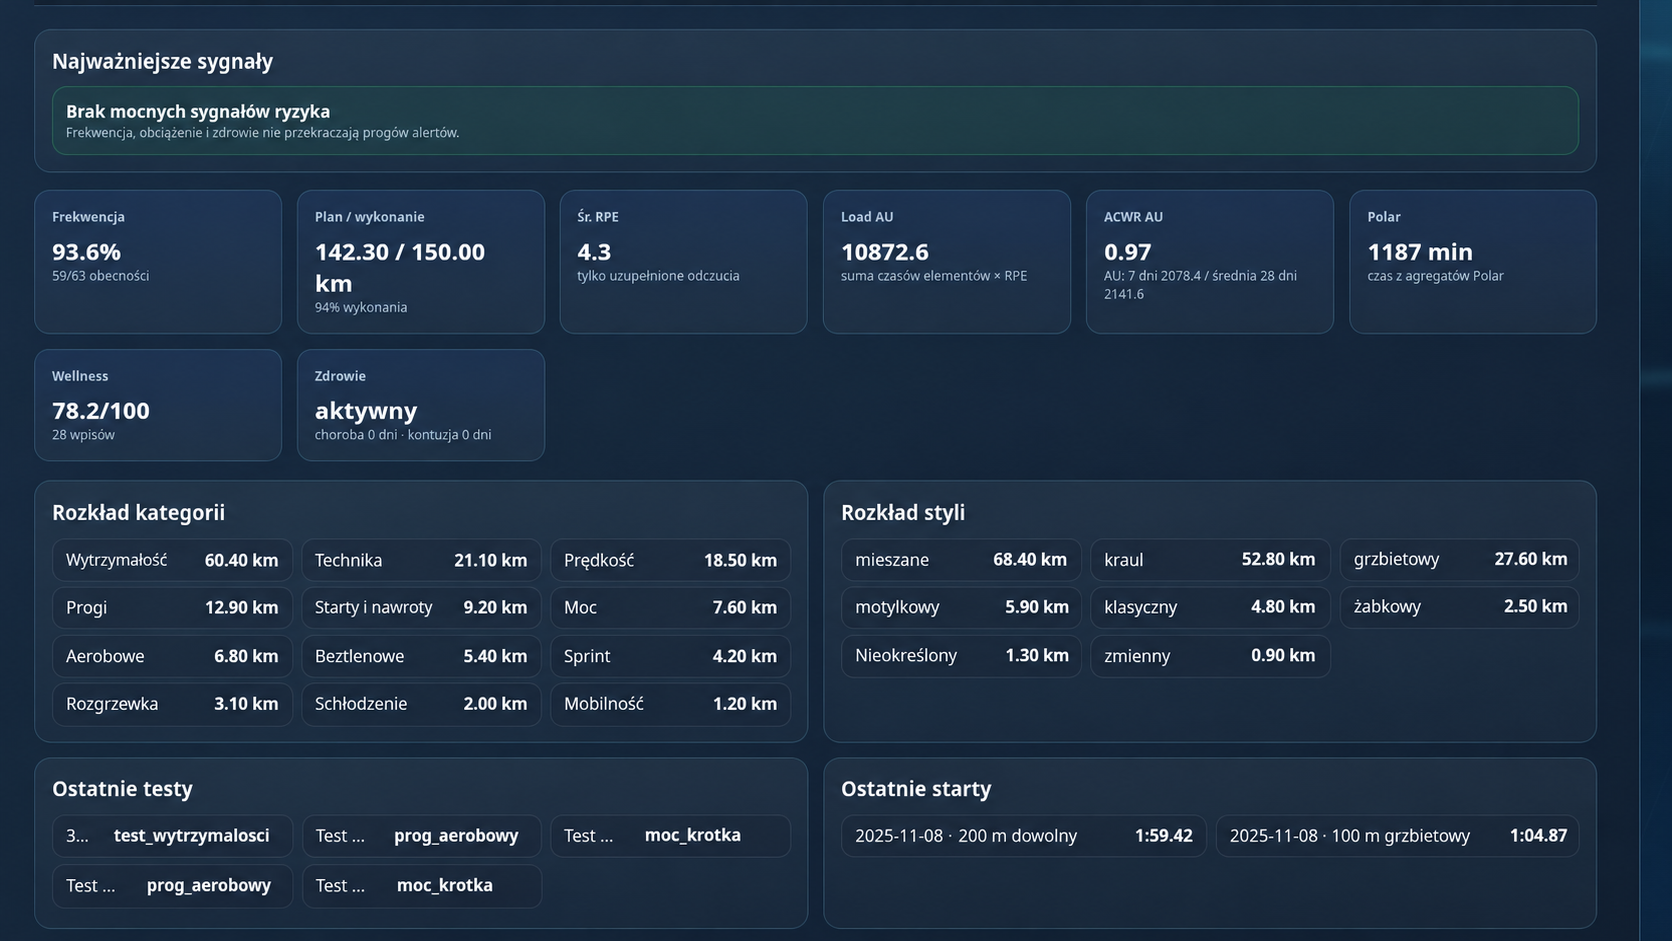 Najważniejsze sygnały
Brak mocnych sygnałów ryzyka
Frekwencja, obciążenie i zdrowie nie przekraczają progów alertów.
Frekwencja
93.6%
59/63 obecności
Plan / wykonanie
142.30 / 150.00
km
94% wykonania
Śr. RPE
4.3
tylko uzupełnione odczucia
Load AU
10872.6
suma czasów elementów × RPE
ACWR AU
0.97
AU: 7 dni 2078.4 / średnia 28 dni
2141.6
Polar
1187 min
czas z agregatów Polar
Wellness
78.2/100
28 wpisów
Zdrowie
aktywny
choroba 0 dni · kontuzja 0 dni
Rozkład kategorii
Wytrzymałość 60.40 km
Technika 21.10 km
Prędkość 18.50 km
Progi 12.90 km
Starty i nawroty 9.20 km
Moc 7.60 km
Aerobowe 6.80 km
Beztlenowe 5.40 km
Sprint 4.20 km
Rozgrzewka 3.10 km
Schłodzenie 2.00 km
Mobilność 1.20 km
Rozkład styli
mieszane 68.40 km
kraul 52.80 km
grzbietowy 27.60 km
motylkowy 5.90 km
klasyczny 4.80 km
żabkowy 2.50 km
Nieokreślony 1.30 km
zmienny 0.90 km
Ostatnie testy
3... test_wytrzymalosci
Test ... prog_aerobowy
Test ... moc_krotka
Test ... prog_aerobowy
Test ... moc_krotka
Ostatnie starty
2025-11-08 · 200 m dowolny 1:59.42
2025-11-08 · 100 m grzbietowy 1:04.87